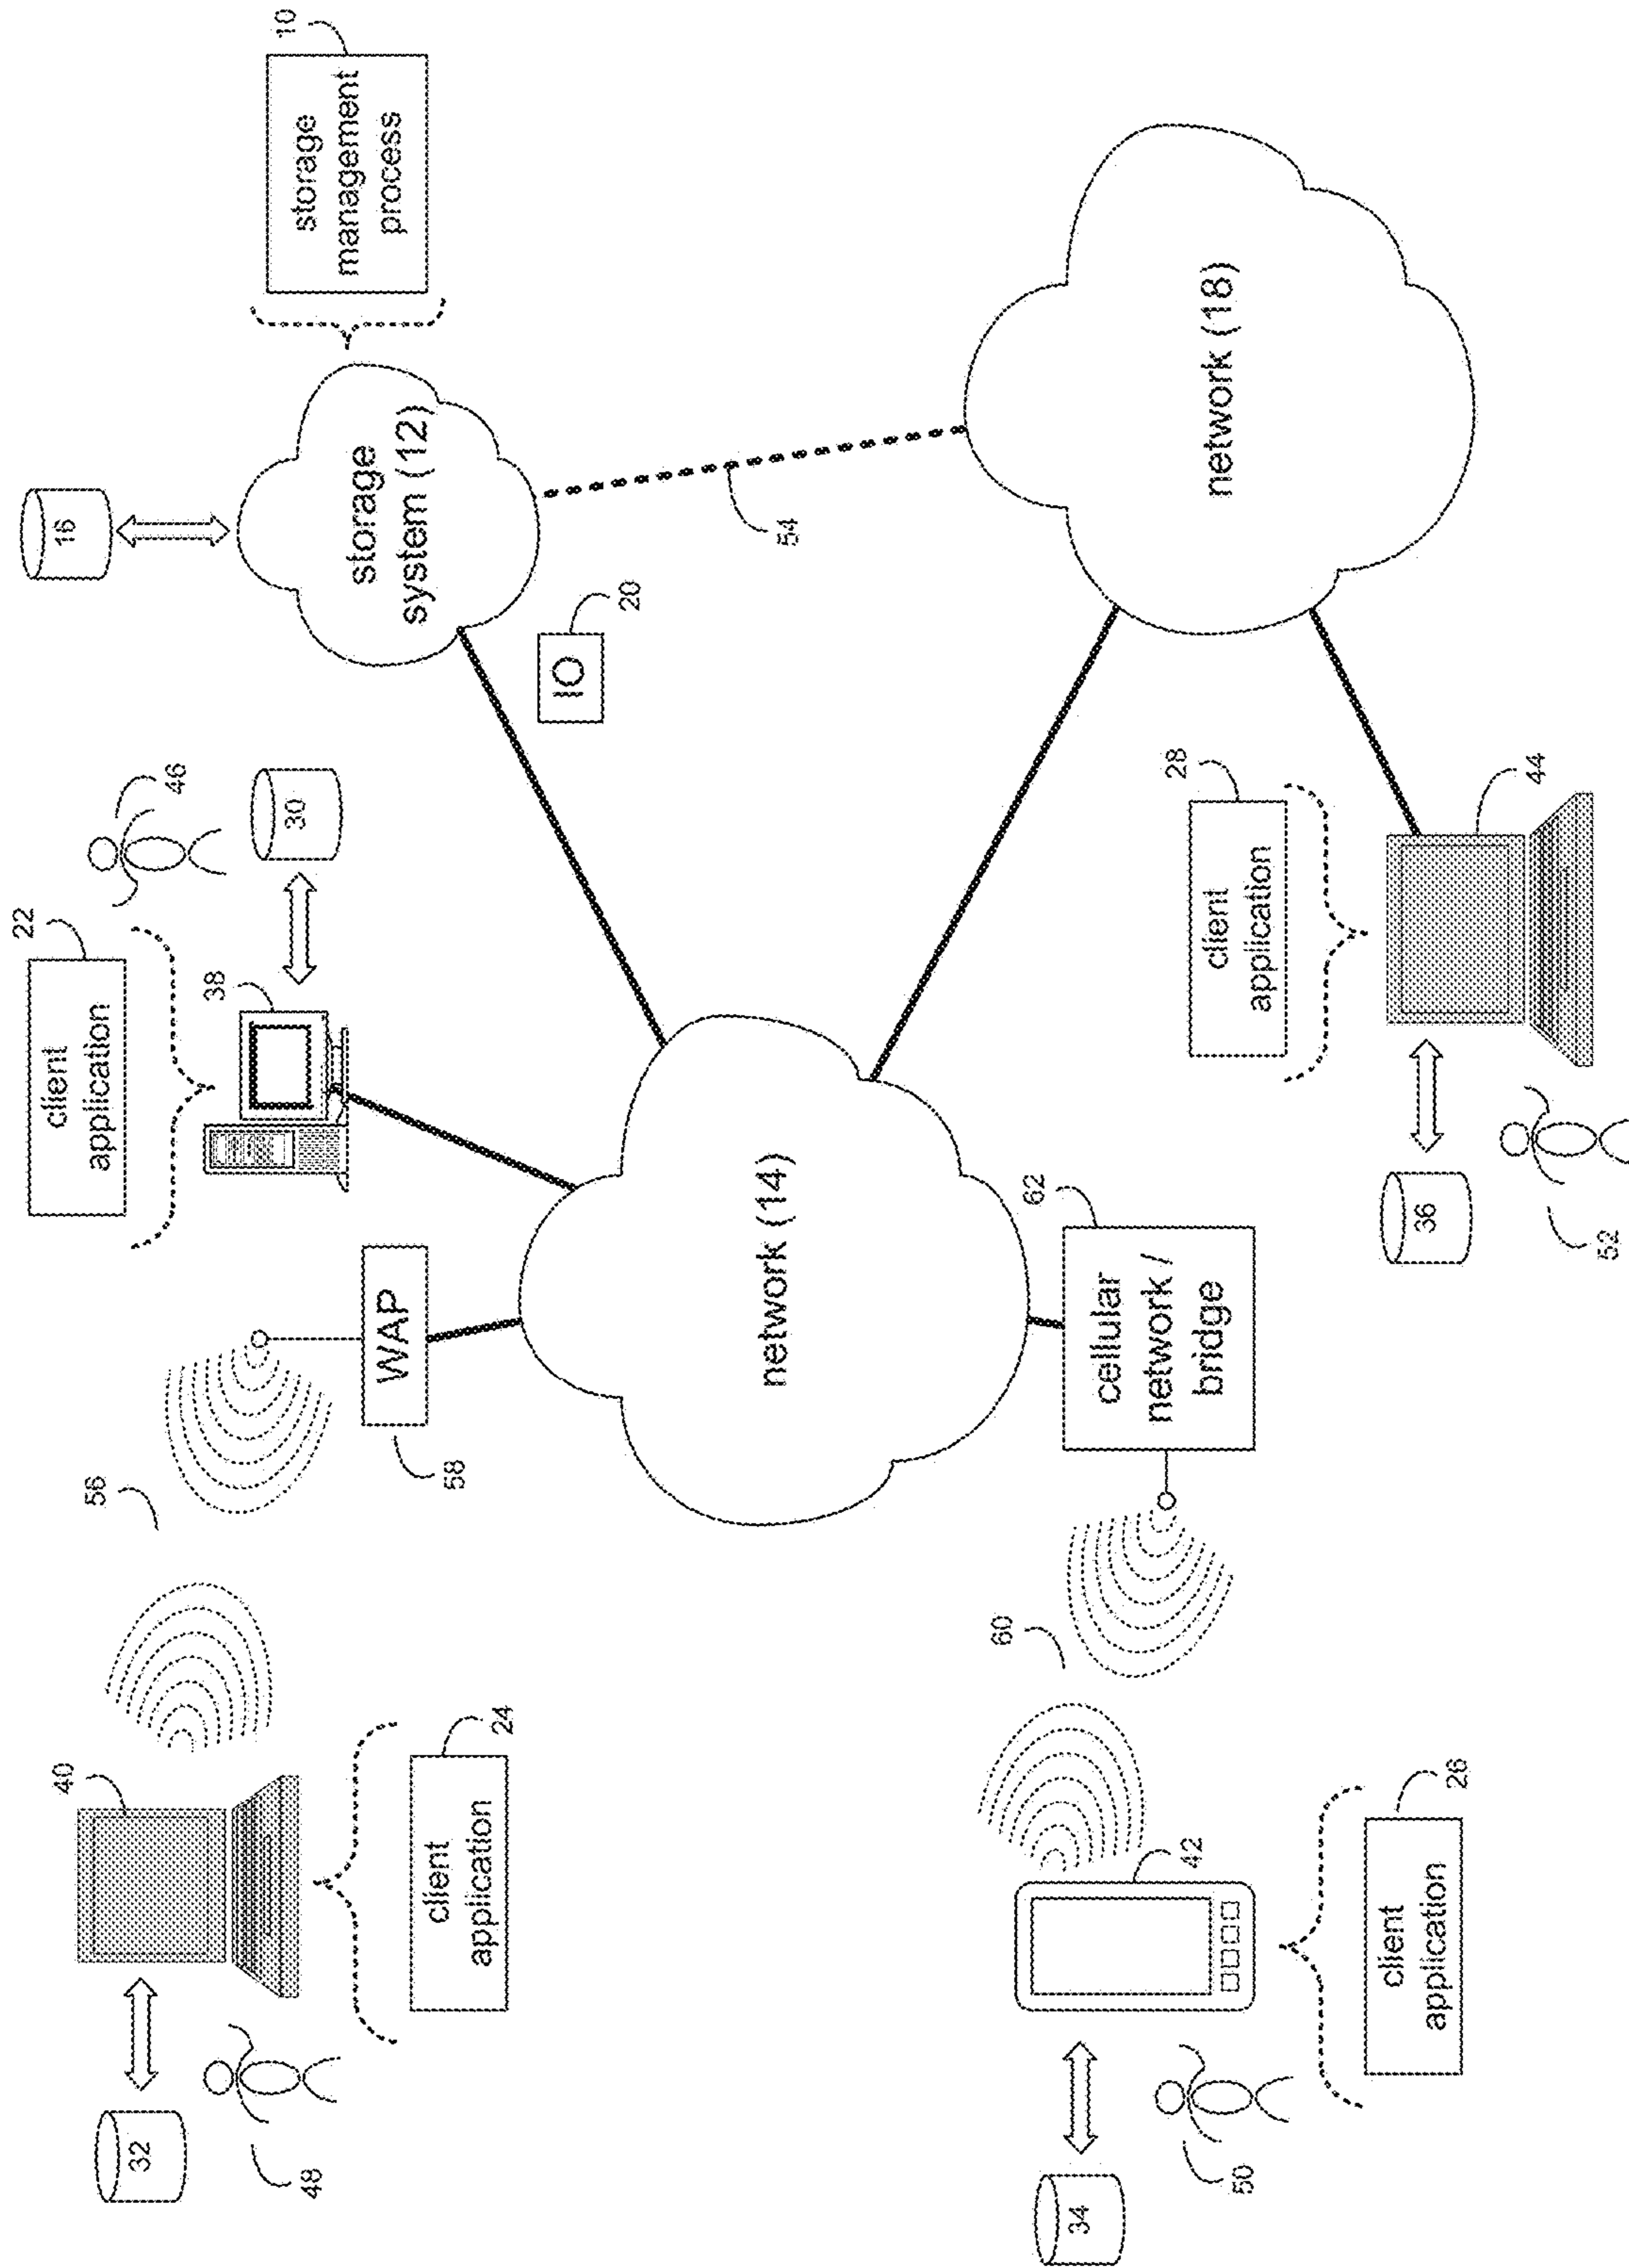 22
client
application
16
40
56
32
46
38
30
10
storage
management
process
48
storage
system (12)
WAP
58
24
client
application
20
IO
54
network (14)
network (18)
60
62
cellular
network /
bridge
42
34
50
28
client
application
26
client
application
44
36
52